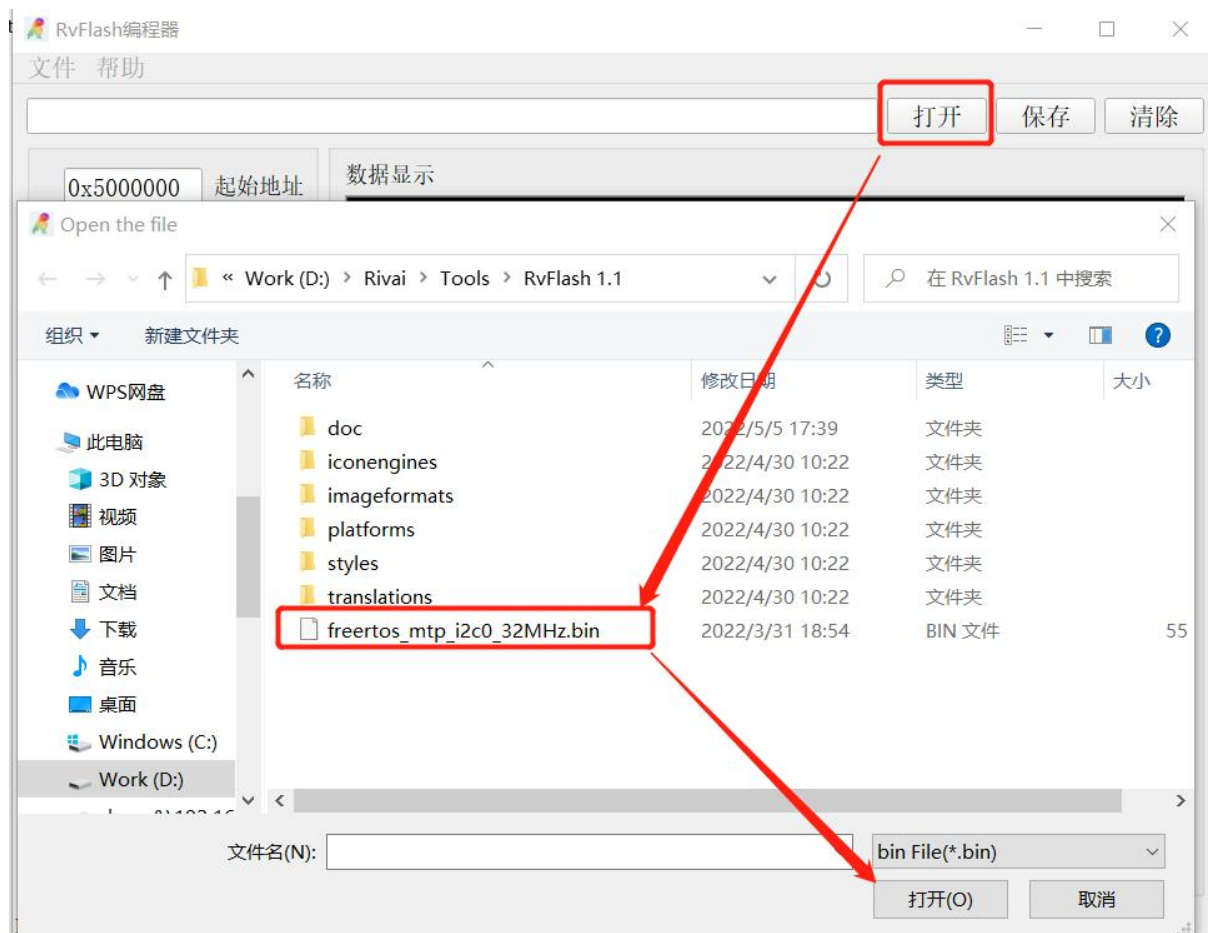 RvFlash编程器
文件 帮助
打开 保存 清除
0x5000000 起始地址 数据显示
Open the file
« Work (D:) > Rivai > Tools > RvFlash 1.1 在 RvFlash 1.1 中搜索
组织 新建文件夹
名称 修改日期 类型 大小
WPS网盘
此电脑
3D 对象
视频
图片
文档
下载
音乐
桌面
Windows (C:)
Work (D:)
doc 2022/5/5 17:39 文件夹
iconengines 2022/4/30 10:22 文件夹
imageformats 2022/4/30 10:22 文件夹
platforms 2022/4/30 10:22 文件夹
styles 2022/4/30 10:22 文件夹
translations 2022/4/30 10:22 文件夹
freertos_mtp_i2c0_32MHz.bin 2022/3/31 18:54 BIN 文件 55
文件名(N): bin File(*.bin)
打开(O) 取消